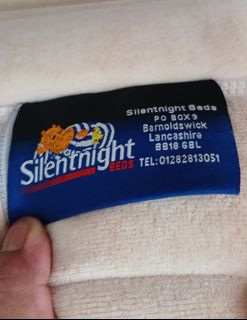 Silentnight
BEDS
Silentnight Beds
PO BOX 9
Barnoldswick
Lancashire
BB18 6BL
TEL:01282813051